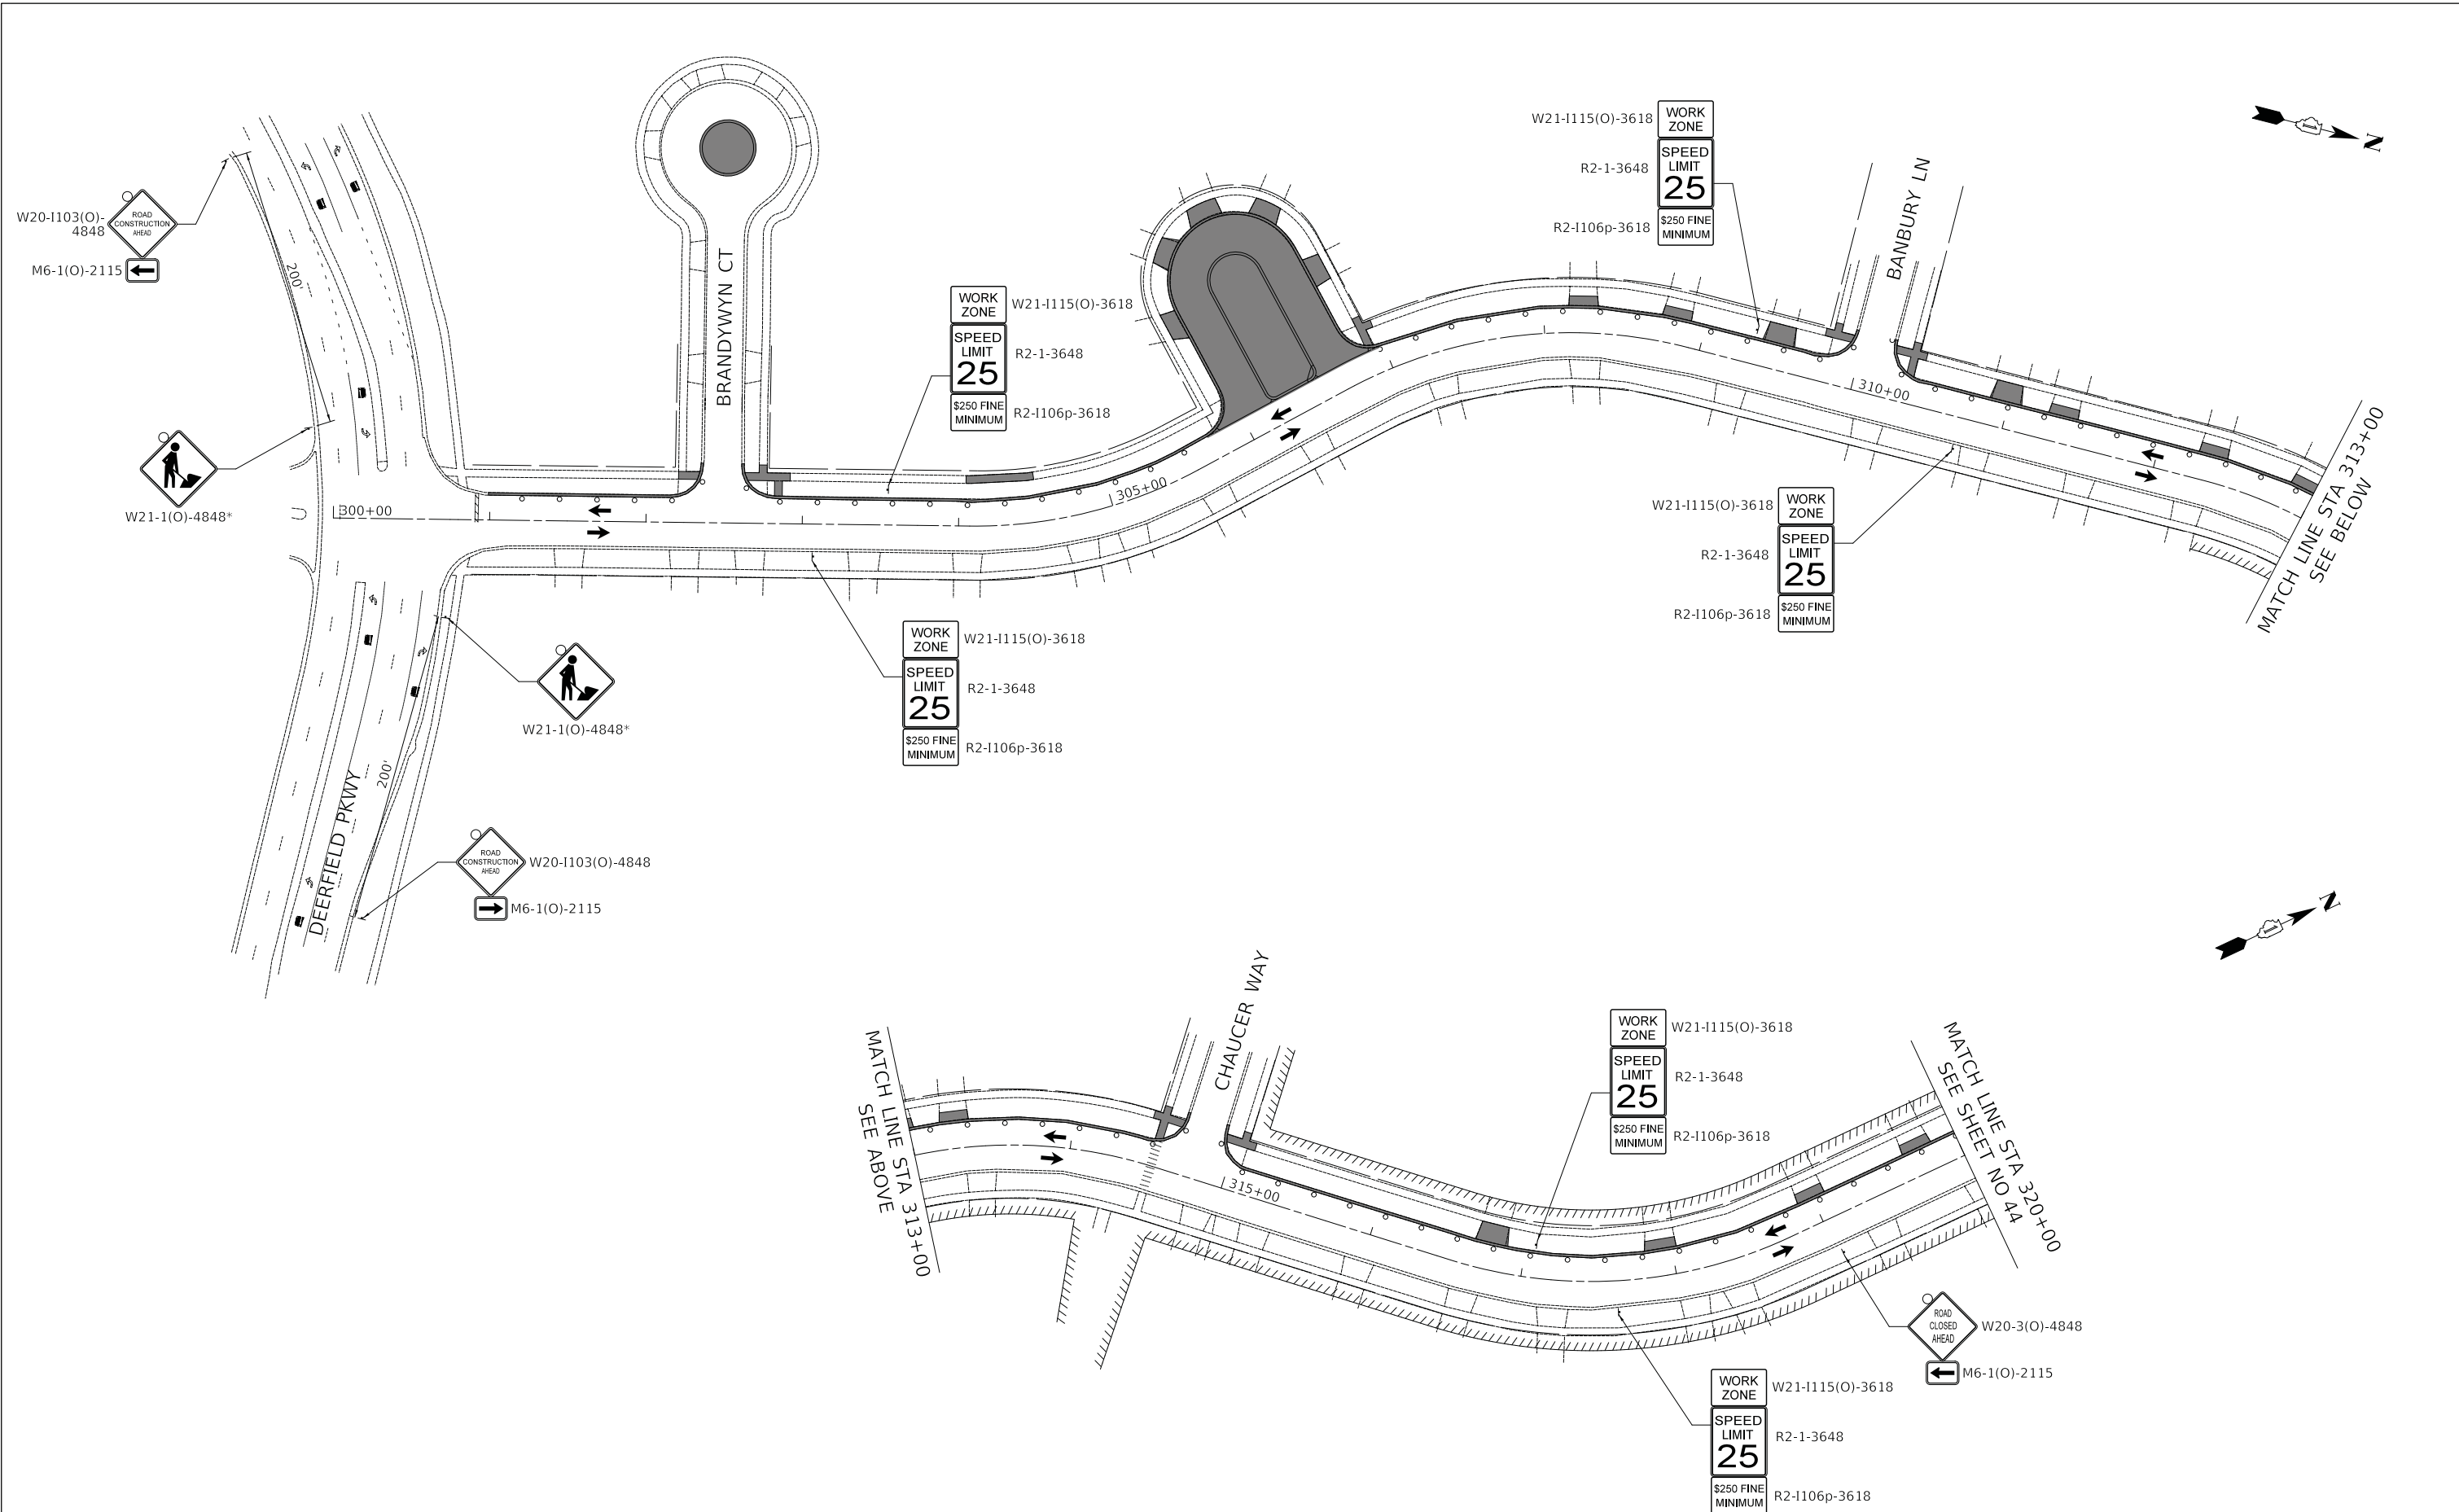 W20-I103(O)-
4848
ROAD
CONSTRUCTION
AHEAD
M6-1(O)-2115
200'
W21-1(O)-4848*
300+00
BRANDYWYN CT
WORK
ZONE
W21-I115(O)-3618
SPEED
LIMIT
25
R2-1-3648
$250 FINE
MINIMUM
R2-I106p-3618
W21-I115(O)-3618
WORK
ZONE
R2-1-3648
SPEED
LIMIT
25
R2-I106p-3618
$250 FINE
MINIMUM
BANBURY LN
N
305+00
310+00
MATCH LINE STA 313+00
SEE BELOW
W21-I115(O)-3618
WORK
ZONE
R2-1-3648
SPEED
LIMIT
25
R2-I106p-3618
$250 FINE
MINIMUM
WORK
ZONE
W21-I115(O)-3618
SPEED
LIMIT
25
R2-1-3648
$250 FINE
MINIMUM
R2-I106p-3618
W21-1(O)-4848*
200'
DEERFIELD PKWY
ROAD
CONSTRUCTION
AHEAD
W20-I103(O)-4848
M6-1(O)-2115
N
MATCH LINE STA 313+00
SEE ABOVE
CHAUCER WAY
315+00
WORK
ZONE
W21-I115(O)-3618
SPEED
LIMIT
25
R2-1-3648
$250 FINE
MINIMUM
R2-I106p-3618
MATCH LINE STA 320+00
SEE SHEET NO 44
ROAD
CLOSED
AHEAD
W20-3(O)-4848
M6-1(O)-2115
WORK
ZONE
W21-I115(O)-3618
SPEED
LIMIT
25
R2-1-3648
$250 FINE
MINIMUM
R2-I106p-3618